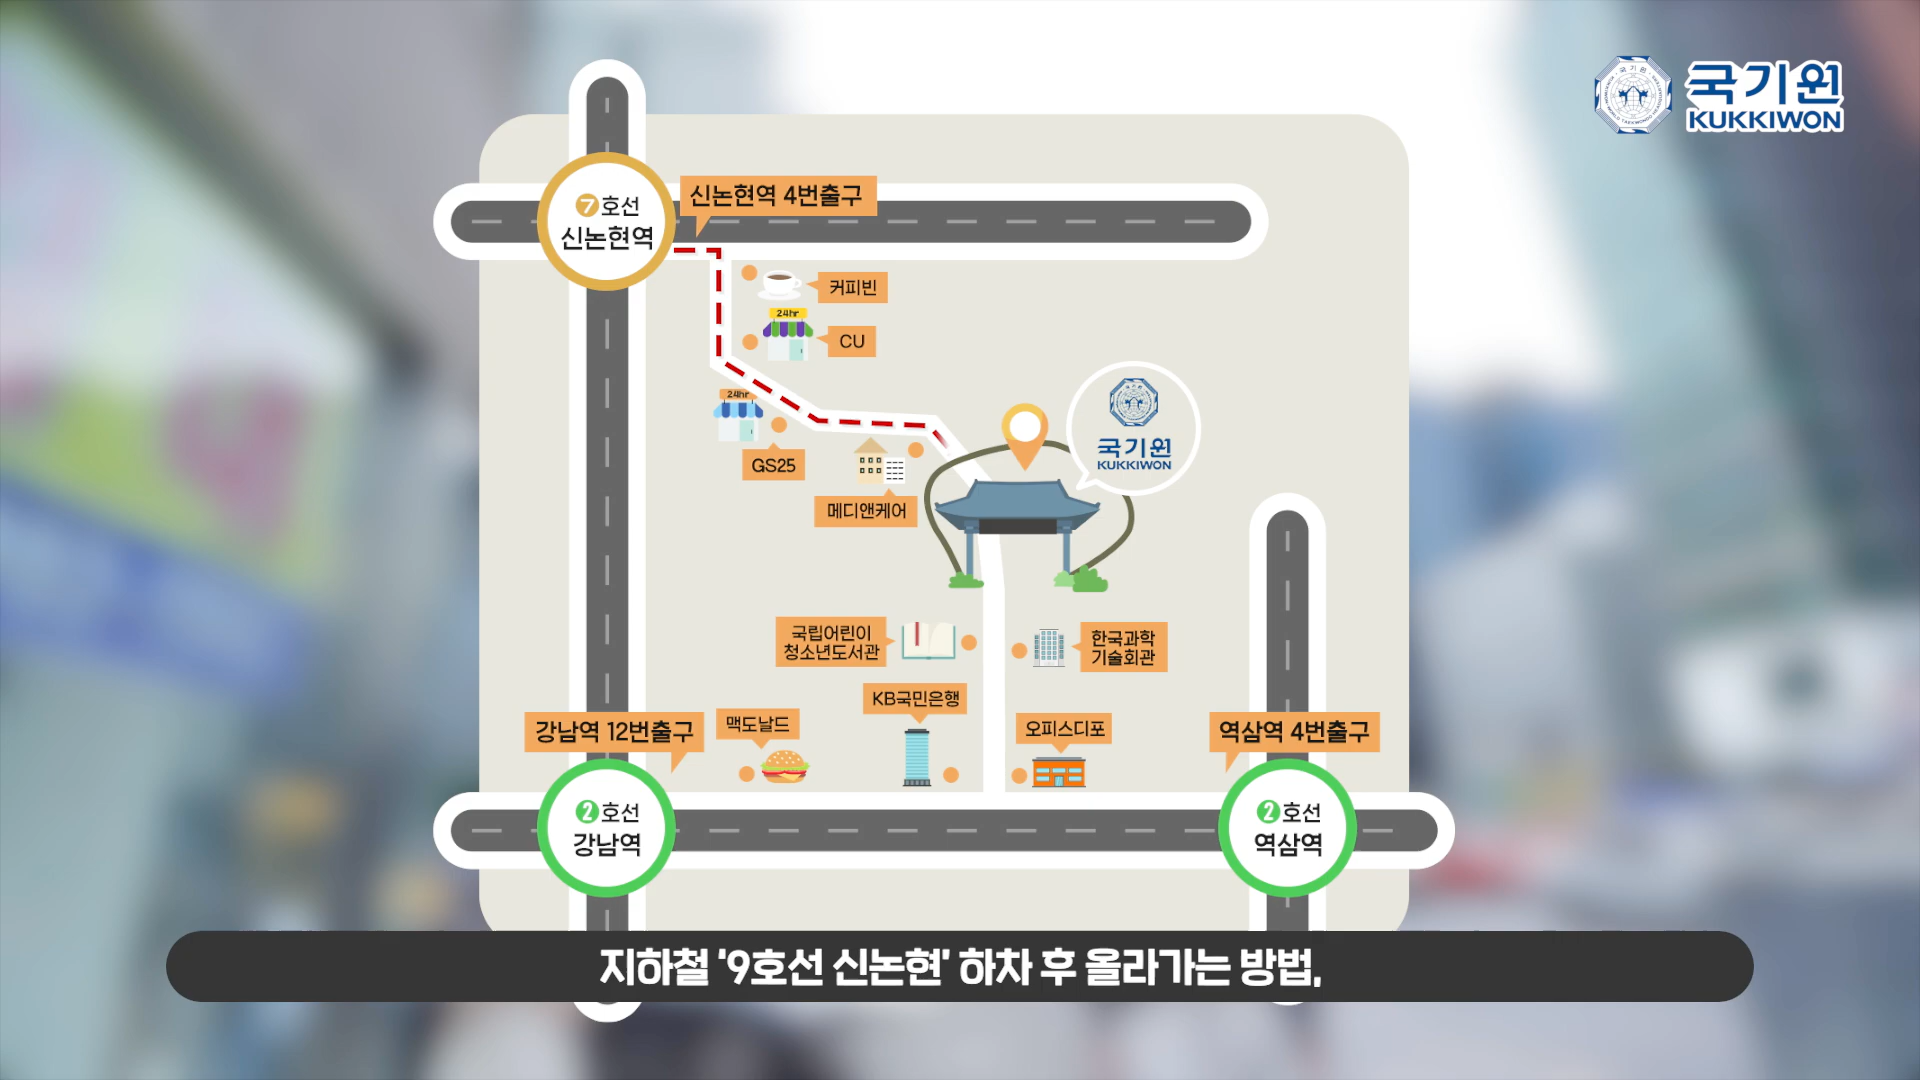 국기원
KUKKIWON
7호선
신논현역
신논현역 4번출구
커피빈
24hr
CU
24hr
GS25
메디앤케어
국기원
KUKKIWON
국립어린이
청소년도서관
한국과학
기술회관
KB국민은행
맥도날드
오피스디포
강남역 12번출구
역삼역 4번출구
2호선
강남역
2호선
역삼역
지하철 '9호선 신논현' 하차 후 올라가는 방법,